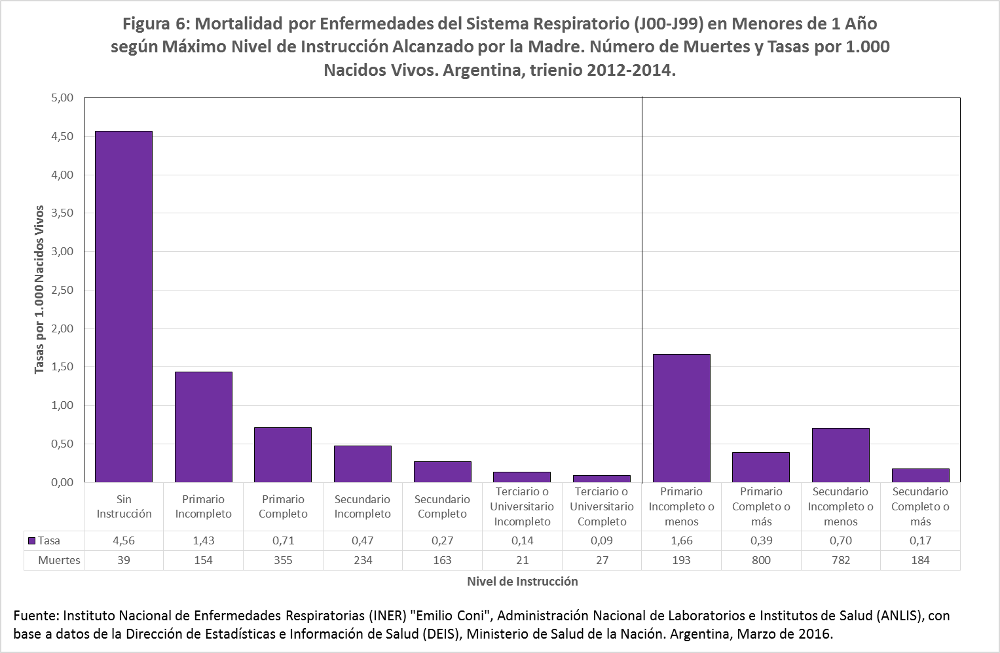 Figura 6: Mortalidad por Enfermedades del Sistema Respiratorio (J00-J99) en Menores de 1 Año
según Máximo Nivel de Instrucción Alcanzado por la Madre. Número de Muertes y Tasas por 1.000
Nacidos Vivos. Argentina, trienio 2012-2014.
Tasas por 1.000 Nacidos Vivos
5,00
4,50
4,00
3,50
3,00
2,50
2,00
1,50
1,00
0,50
0,00
Sin
Instrucción
Primario
Incompleto
Primario
Completo
Secundario
Incompleto
Secundario
Completo
Terciario o
Universitario
Incompleto
Terciario o
Universitario
Completo
Primario
Incompleto o
menos
Primario
Completo o
más
Secundario
Incompleto o
menos
Secundario
Completo o
más
Tasa 4,56 1,43 0,71 0,47 0,27 0,14 0,09 1,66 0,39 0,70 0,17
Muertes 39 154 355 234 163 21 27 193 800 782 184
Nivel de Instrucción
Fuente: Instituto Nacional de Enfermedades Respiratorias (INER) "Emilio Coni", Administración Nacional de Laboratorios e Institutos de Salud (ANLIS), con
base a datos de la Dirección de Estadísticas e Información de Salud (DEIS), Ministerio de Salud de la Nación. Argentina, Marzo de 2016.